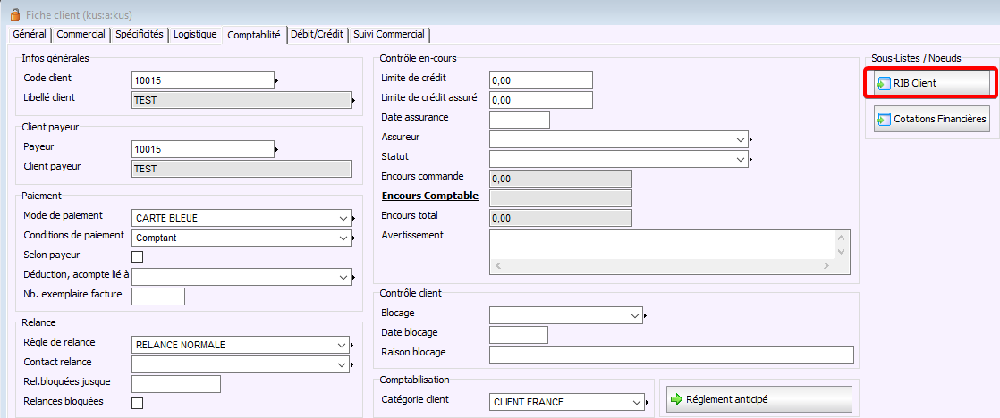 Fiche client (kus:a:kus)
Général Commercial Spécificités Logistique Comptabilité Débit/Crédit Suivi Commercial
Infos générales
Code client 10015
Libellé client TEST
Client payeur
Payeur 10015
Client payeur TEST
Paiement
Mode de paiement CARTE BLEUE
Conditions de paiement Comptant
Selon payeur
Déduction, acompte lié à
Nb. exemplaire facture
Relance
Règle de relance RELANCE NORMALE
Contact relance
Rel.bloquées jusque
Relances bloquées
Contrôle en-cours
Limite de crédit 0,00
Limite de crédit assuré 0,00
Date assurance
Assureur
Statut
Encours commande 0,00
Encours Comptable
Encours total 0,00
Avertissement
Contrôle client
Blocage
Date blocage
Raison blocage
Comptabilisation
Catégorie client CLIENT FRANCE
Réglement anticipé
Sous-Listes / Noeuds
RIB Client
Cotations Financières